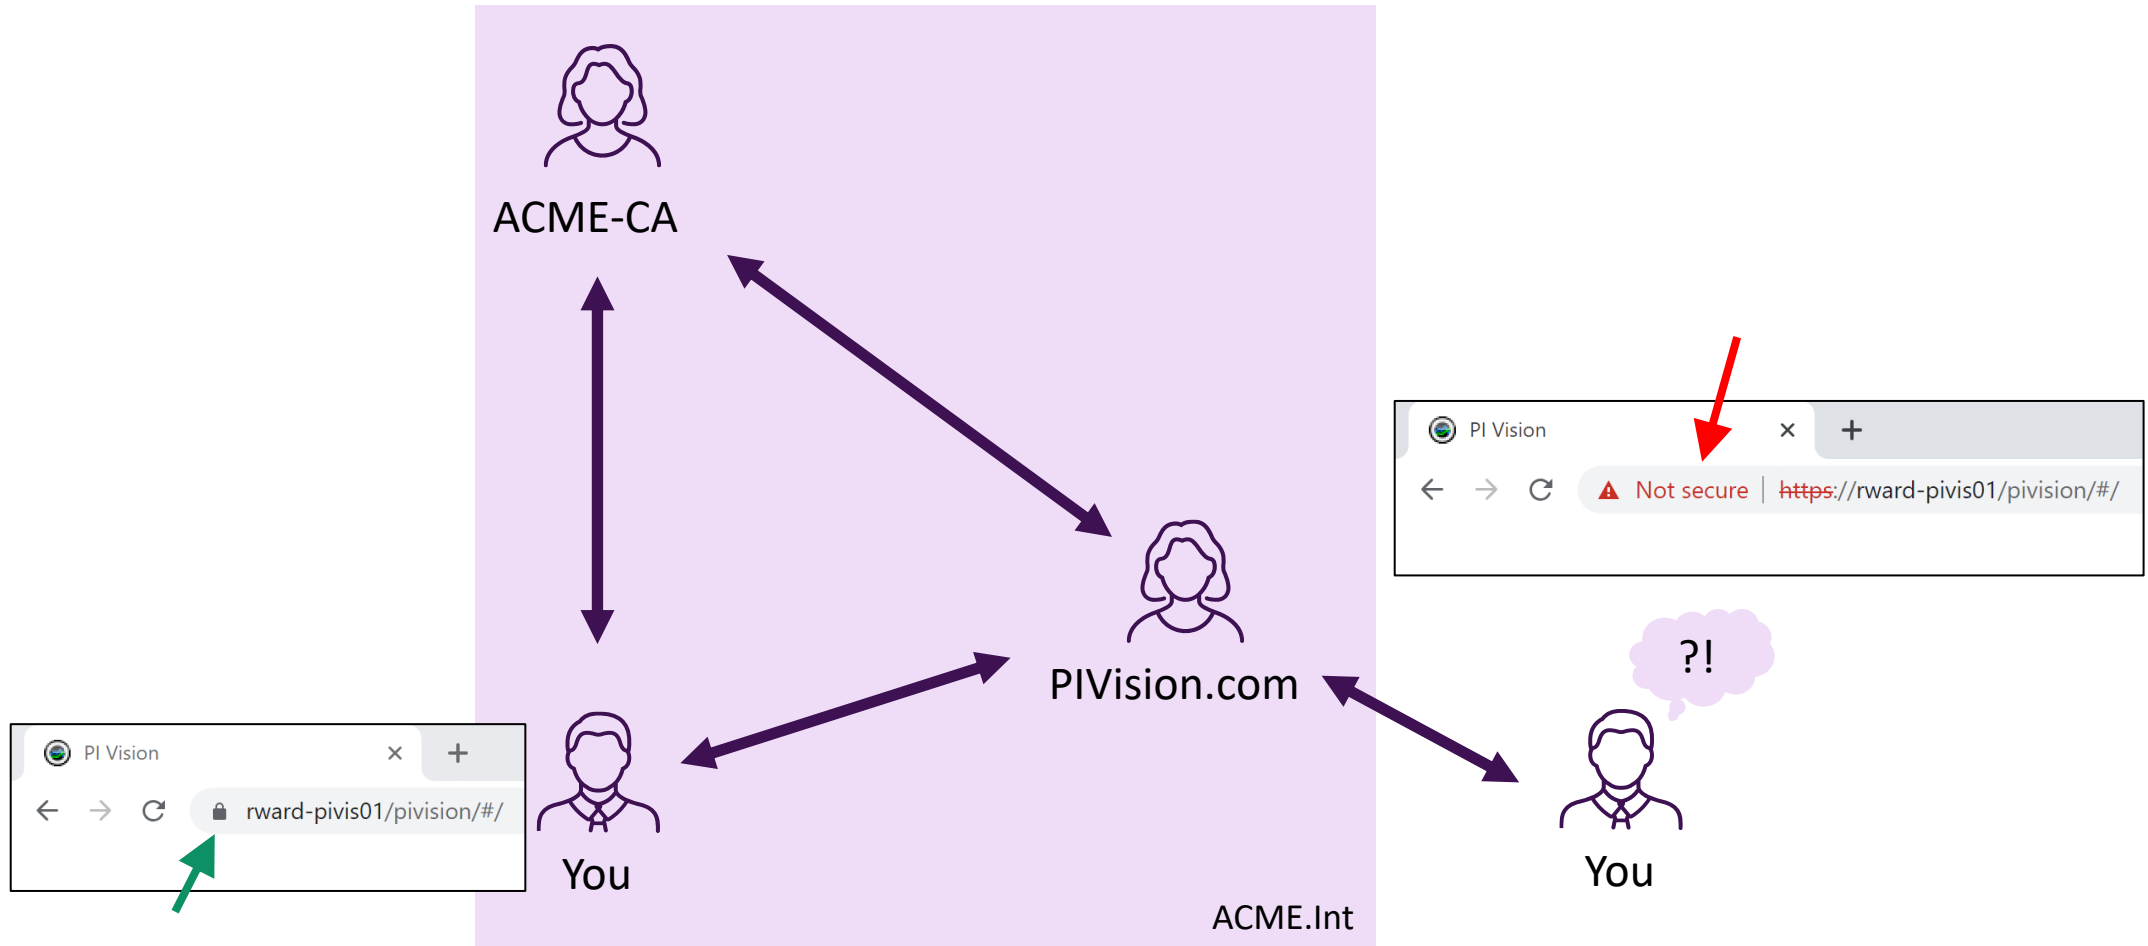 ACME-CA
PI Vision
Not secure | https://rward-pivis01/pivision/#/
?!
PIVision.com
PI Vision
rward-pivis01/pivision/#/
You
You
ACME.Int